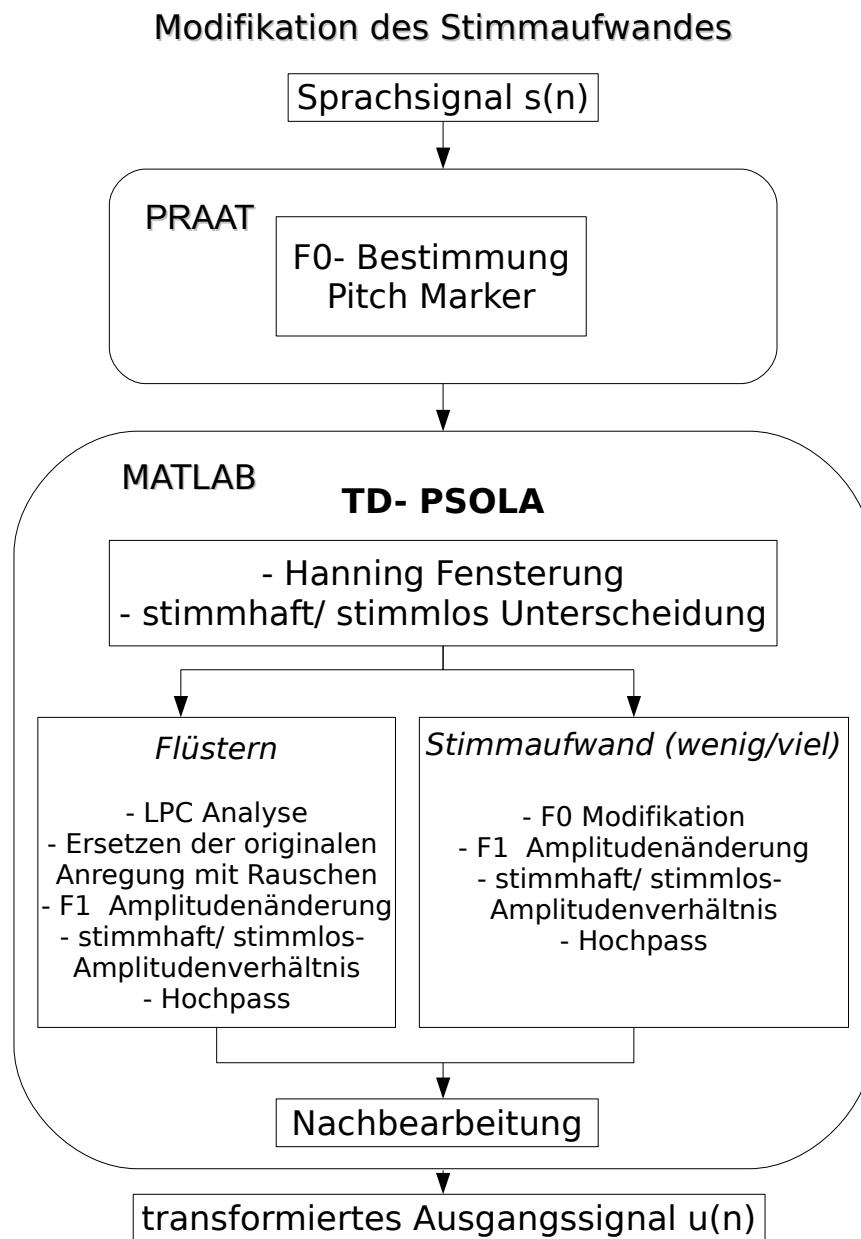 Modifikation des Stimmaufwandes
Sprachsignal s(n)
PRAAT
F0- Bestimmung
Pitch Marker
MATLAB
TD- PSOLA
- Hanning Fensterung
- stimmhaft/ stimmlos Unterscheidung
Flüstern
- LPC Analyse
- Ersetzen der originalen
Anregung mit Rauschen
- F1 Amplitudenänderung
- stimmhaft/ stimmlos-
Amplitudenverhältnis
- Hochpass
Stimmaufwand (wenig/viel)
- F0 Modifikation
- F1 Amplitudenänderung
- stimmhaft/ stimmlos-
Amplitudenverhältnis
- Hochpass
Nachbearbeitung
transformiertes Ausgangssignal u(n)